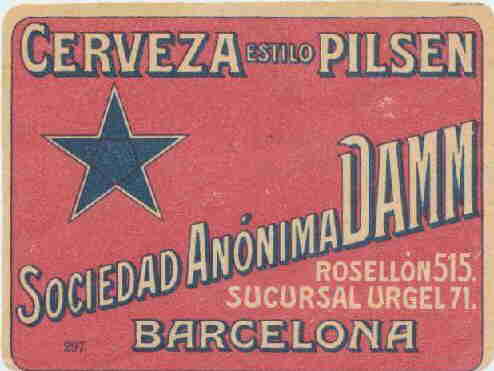 CERVEZA ESTILO PILSEN
SOCIEDAD ANÓNIMA DAMM
ROSELLÓN 515.
SUCURSAL URGEL 71.
BARCELONA
297